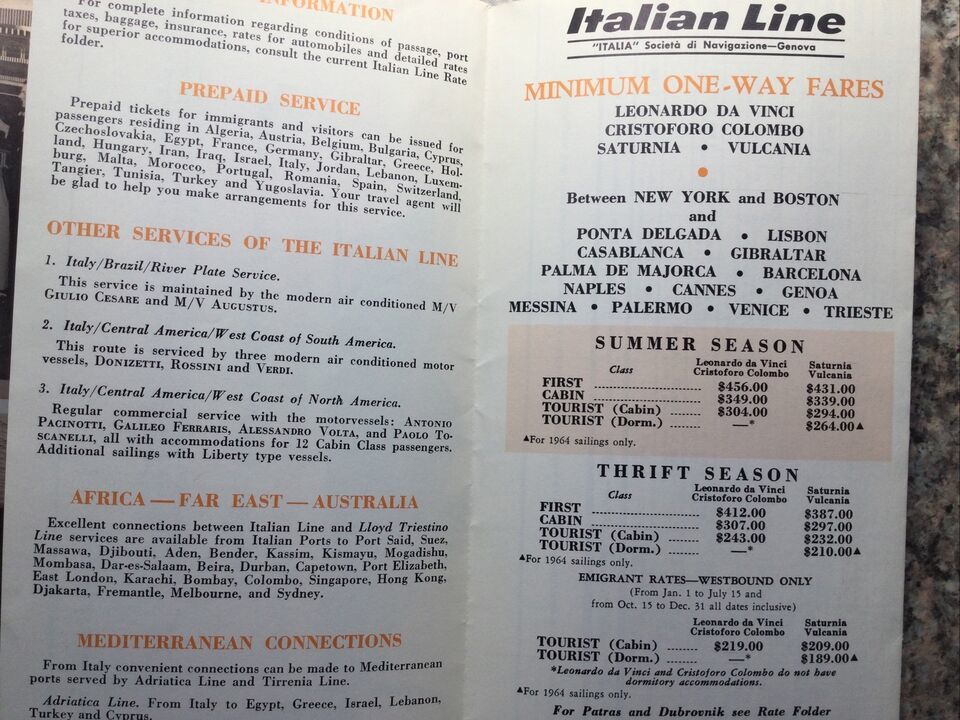 INFORMATION
For complete information regarding conditions of passage, port
taxes, baggage, insurance, rates for automobiles and detailed rates
for superior accommodations, consult the current Italian Line Rate
folder.
PREPAID SERVICE
Prepaid tickets for immigrants and visitors can be issued for
passengers residing in Algeria, Austria, Belgium, Bulgaria, Cyprus,
Czechoslovakia, Egypt, France, Germany, Gibraltar, Greece, Hol-
land, Hungary, Iran, Iraq, Israel, Italy, Jordan, Lebanon, Luxem-
burg, Malta, Morocco, Portugal, Romania, Spain, Switzerland,
Tangier, Tunisia, Turkey and Yugoslavia. Your travel agent will
be glad to help you make arrangements for this service.
OTHER SERVICES OF THE ITALIAN LINE
1. Italy/Brazil/River Plate Service.
This service is maintained by the modern air conditioned M/V
GIULIO CESARE and M/V AUGUSTUS.
2. Italy/Central America/West Coast of South America.
This route is serviced by three modern air conditioned motor
vessels, DONIZETTI, ROSSINI and VERDI.
3. Italy/Central America/West Coast of North America.
Regular commercial service with the motorvessels: ANTONIO
PACINOTTI, GALILEO FERRARIS, ALESSANDRO VOLTA, and PAOLO TO-
SCANELLI, all with accommodations for 12 Cabin Class passengers.
Additional sailings with Liberty type vessels.
AFRICA — FAR EAST — AUSTRALIA
Excellent connections between Italian Line and Lloyd Triestino
Line services are available from Italian Ports to Port Said, Suez,
Massawa, Djibouti, Aden, Bender, Kassim, Kismayu, Mogadishu,
Mombasa, Dar-es-Salaam, Beira, Durban, Capetown, Port Elizabeth,
East London, Karachi, Bombay, Colombo, Singapore, Hong Kong,
Djakarta, Fremantle, Melbourne, and Sydney.
MEDITERRANEAN CONNECTIONS
From Italy convenient connections can be made to Mediterranean
ports served by Adriatica Line and Tirrenia Line.
Adriatica Line. From Italy to Egypt, Greece, Israel, Lebanon,
Turkey and Cyprus.
Italian Line
"ITALIA" Società di Navigazione—Genova
MINIMUM ONE-WAY FARES
LEONARDO DA VINCI
CRISTOFORO COLOMBO
SATURNIA • VULCANIA
•
Between NEW YORK and BOSTON
and
PONTA DELGADA • LISBON
CASABLANCA • GIBRALTAR
PALMA DE MAJORCA • BARCELONA
NAPLES • CANNES • GENOA
MESSINA • PALERMO • VENICE • TRIESTE
SUMMER SEASON
Class Leonardo da Vinci Cristoforo Colombo Saturnia Vulcania
FIRST ............ $456.00 $431.00
CABIN ............ $349.00 $339.00
TOURIST (Cabin) ........ $304.00 $294.00
TOURIST (Dorm.) ........ —* $264.00▲
▲For 1964 sailings only.
THRIFT SEASON
Class Leonardo da Vinci Cristoforo Colombo Saturnia Vulcania
FIRST ............ $412.00 $387.00
CABIN ............ $307.00 $297.00
TOURIST (Cabin) ........ $243.00 $232.00
TOURIST (Dorm.) ........ —* $210.00▲
▲For 1964 sailings only.
EMIGRANT RATES—WESTBOUND ONLY
(From Jan. 1 to July 15 and
from Oct. 15 to Dec. 31 all dates inclusive)
Leonardo da Vinci Cristoforo Colombo Saturnia Vulcania
TOURIST (Cabin) ........ $219.00 $209.00
TOURIST (Dorm.) ........ —* $189.00▲
*Leonardo da Vinci and Cristoforo Colombo do not have
dormitory accommodations.
▲For 1964 sailings only.
For Patras and Dubrovnik see Rate Folder